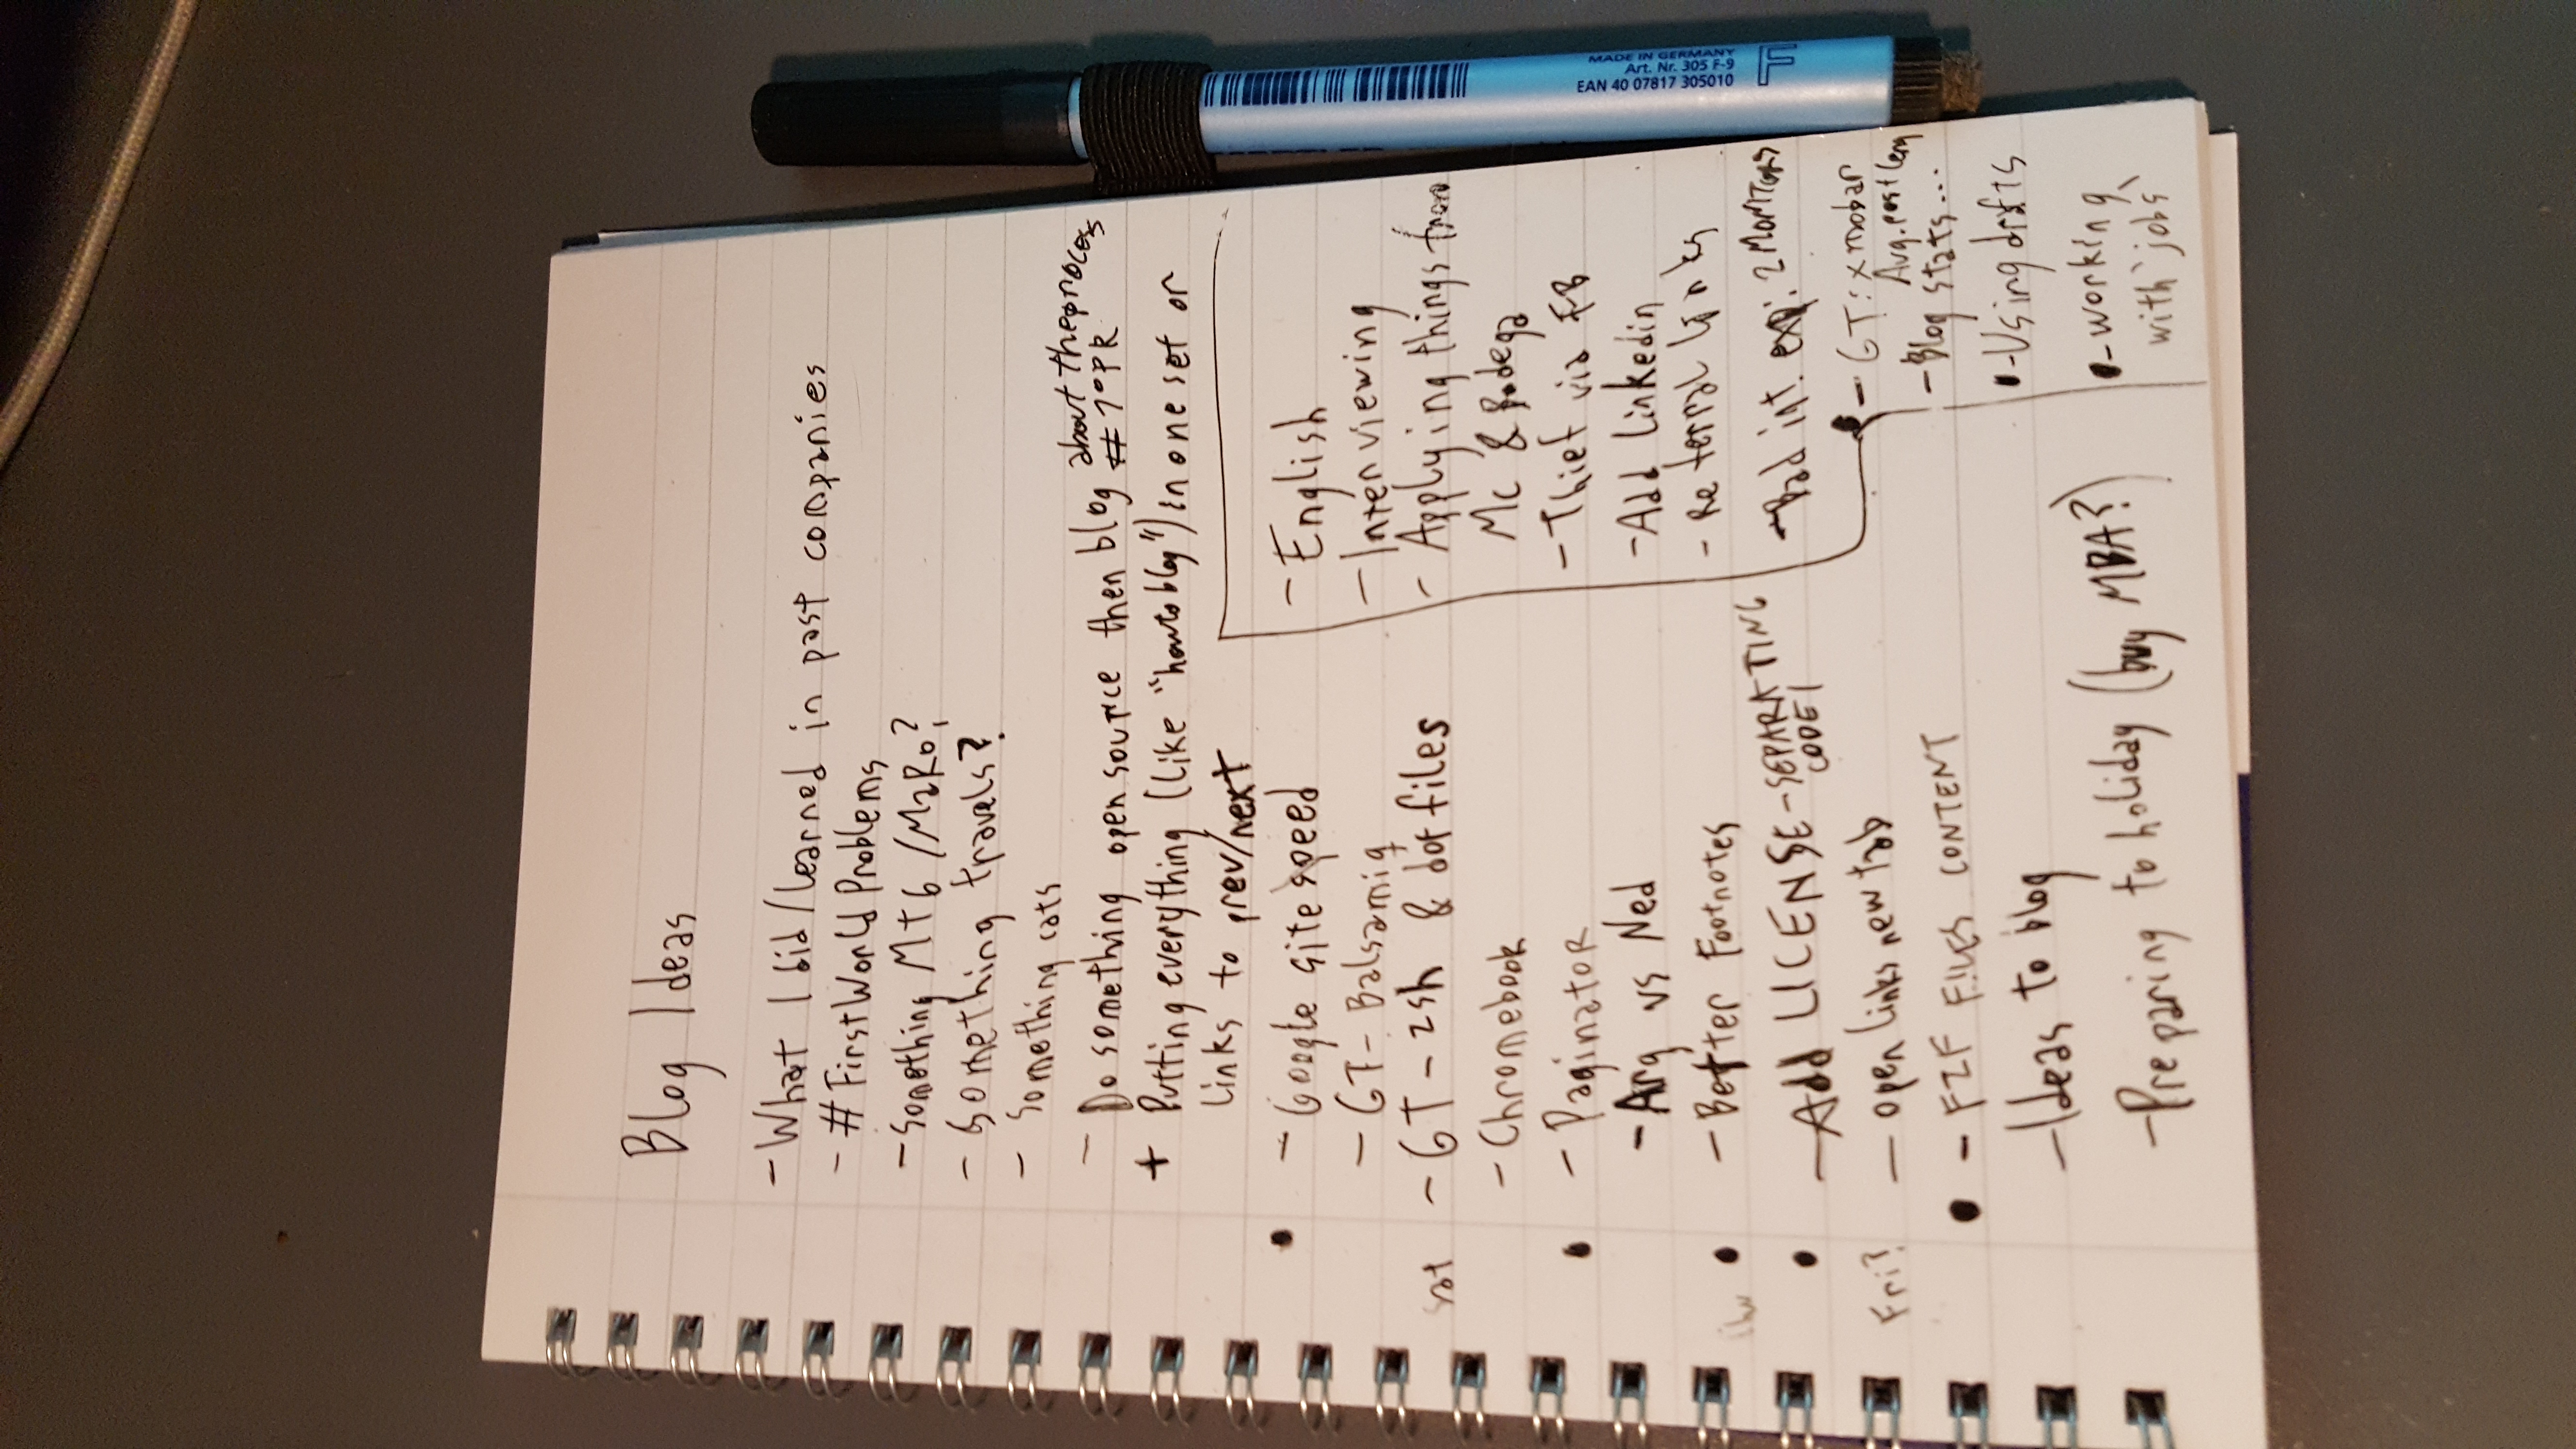 Blog Ideas
- What I did/learned in past companies
- #FirstWorldProblems
- Something MTG /MaRo?
- Something travels?
- Something cats
- Do something open source then blog about the process
# 1° PR
+ Putting everything (like "how to blog") in one set or
links to prev/next
- Google site speed
- GT - Balsamiq
Sat - GT - zsh & dotfiles
- Chromebook
- Paginator
- Arg vs Ned
- Better Footnotes
- Add LICENSE - SEPARATING
CODE!
Fri? - open links new tab
- FZF FILES CONTENT
- Ideas to blog
- Preparing to holiday (buy MBA?)
- English
- Interviewing
- Applying things from
Mc & Bodega
- Thief via FB
- Add linkedin
- Referral links
- Bad int. exp: 2 MONITORS
- GT: xmobar
Avg. post leng
- Blog stats...
- Using drafts
- working
with `jobs`
MADE IN GERMANY
Art. Nr. 305 F-9
EAN 40 07817 305010
F